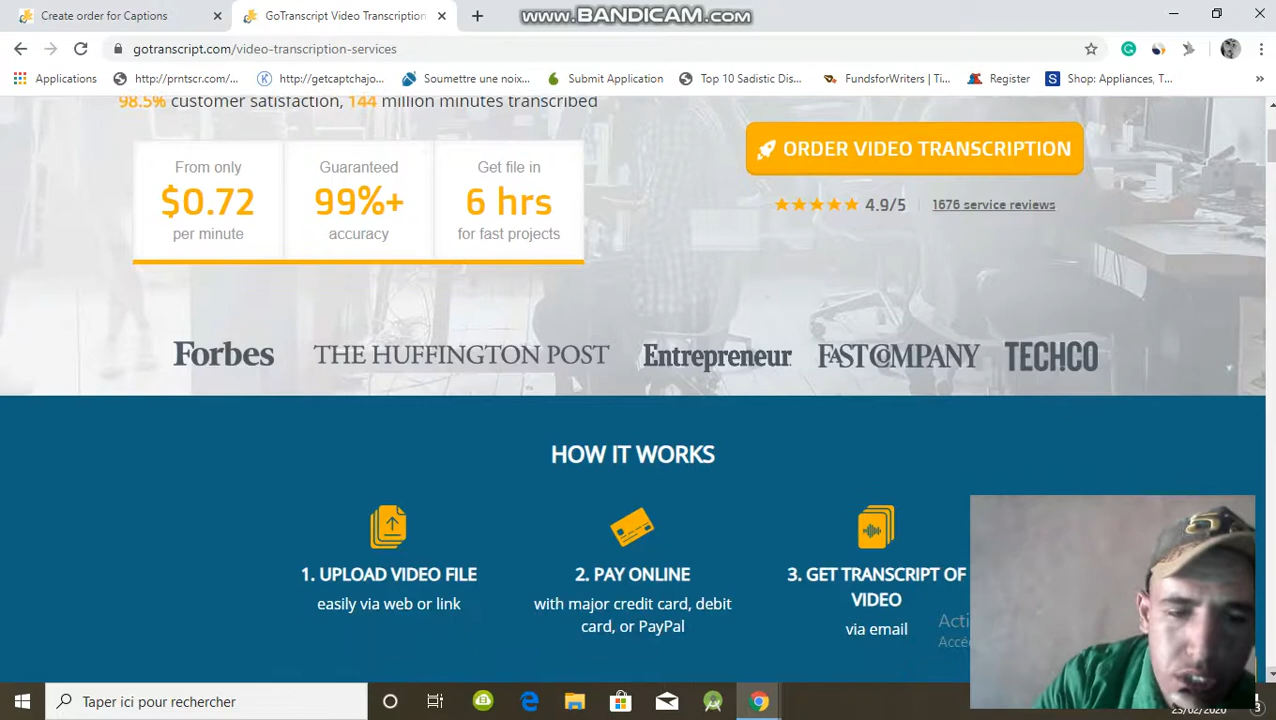 www.BANDICAM.com
Create order for Captions
GoTranscript Video Transcription
gotranscript.com/video-transcription-services
Applications
http://prntscr.com/...
http://getcaptchajo...
Soumettre une noix...
Submit Application
Top 10 Sadistic Dis...
FundsforWriters | Ti...
Register
Shop: Appliances, T...
98.5% customer satisfaction, 144 million minutes transcribed
From only
$0.72
per minute
Guaranteed
99%+
accuracy
Get file in
6 hrs
for fast projects
ORDER VIDEO TRANSCRIPTION
4.9/5
1676 service reviews
Forbes
THE HUFFINGTON POST
Entrepreneur
FAST COMPANY
TECHCO
HOW IT WORKS
1. UPLOAD VIDEO FILE
easily via web or link
2. PAY ONLINE
with major credit card, debit
card, or PayPal
3. GET TRANSCRIPT OF
VIDEO
via email
Acti
Accé
Taper ici pour rechercher
25/02/2020